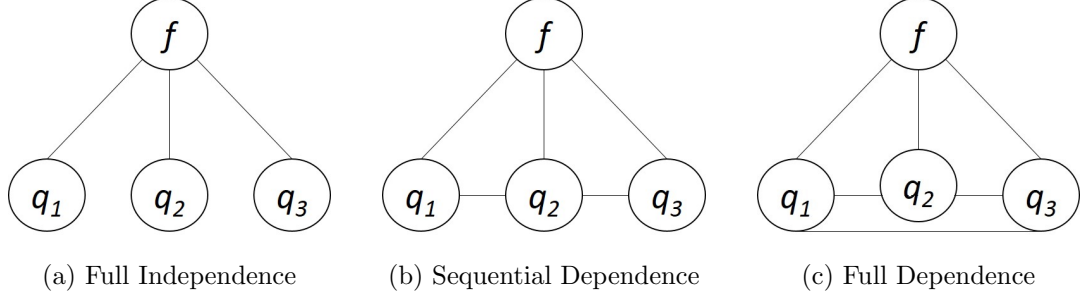 f f f
q1 q2 q3 q1 q2 q3 q1 q2 q3
(a) Full Independence (b) Sequential Dependence (c) Full Dependence